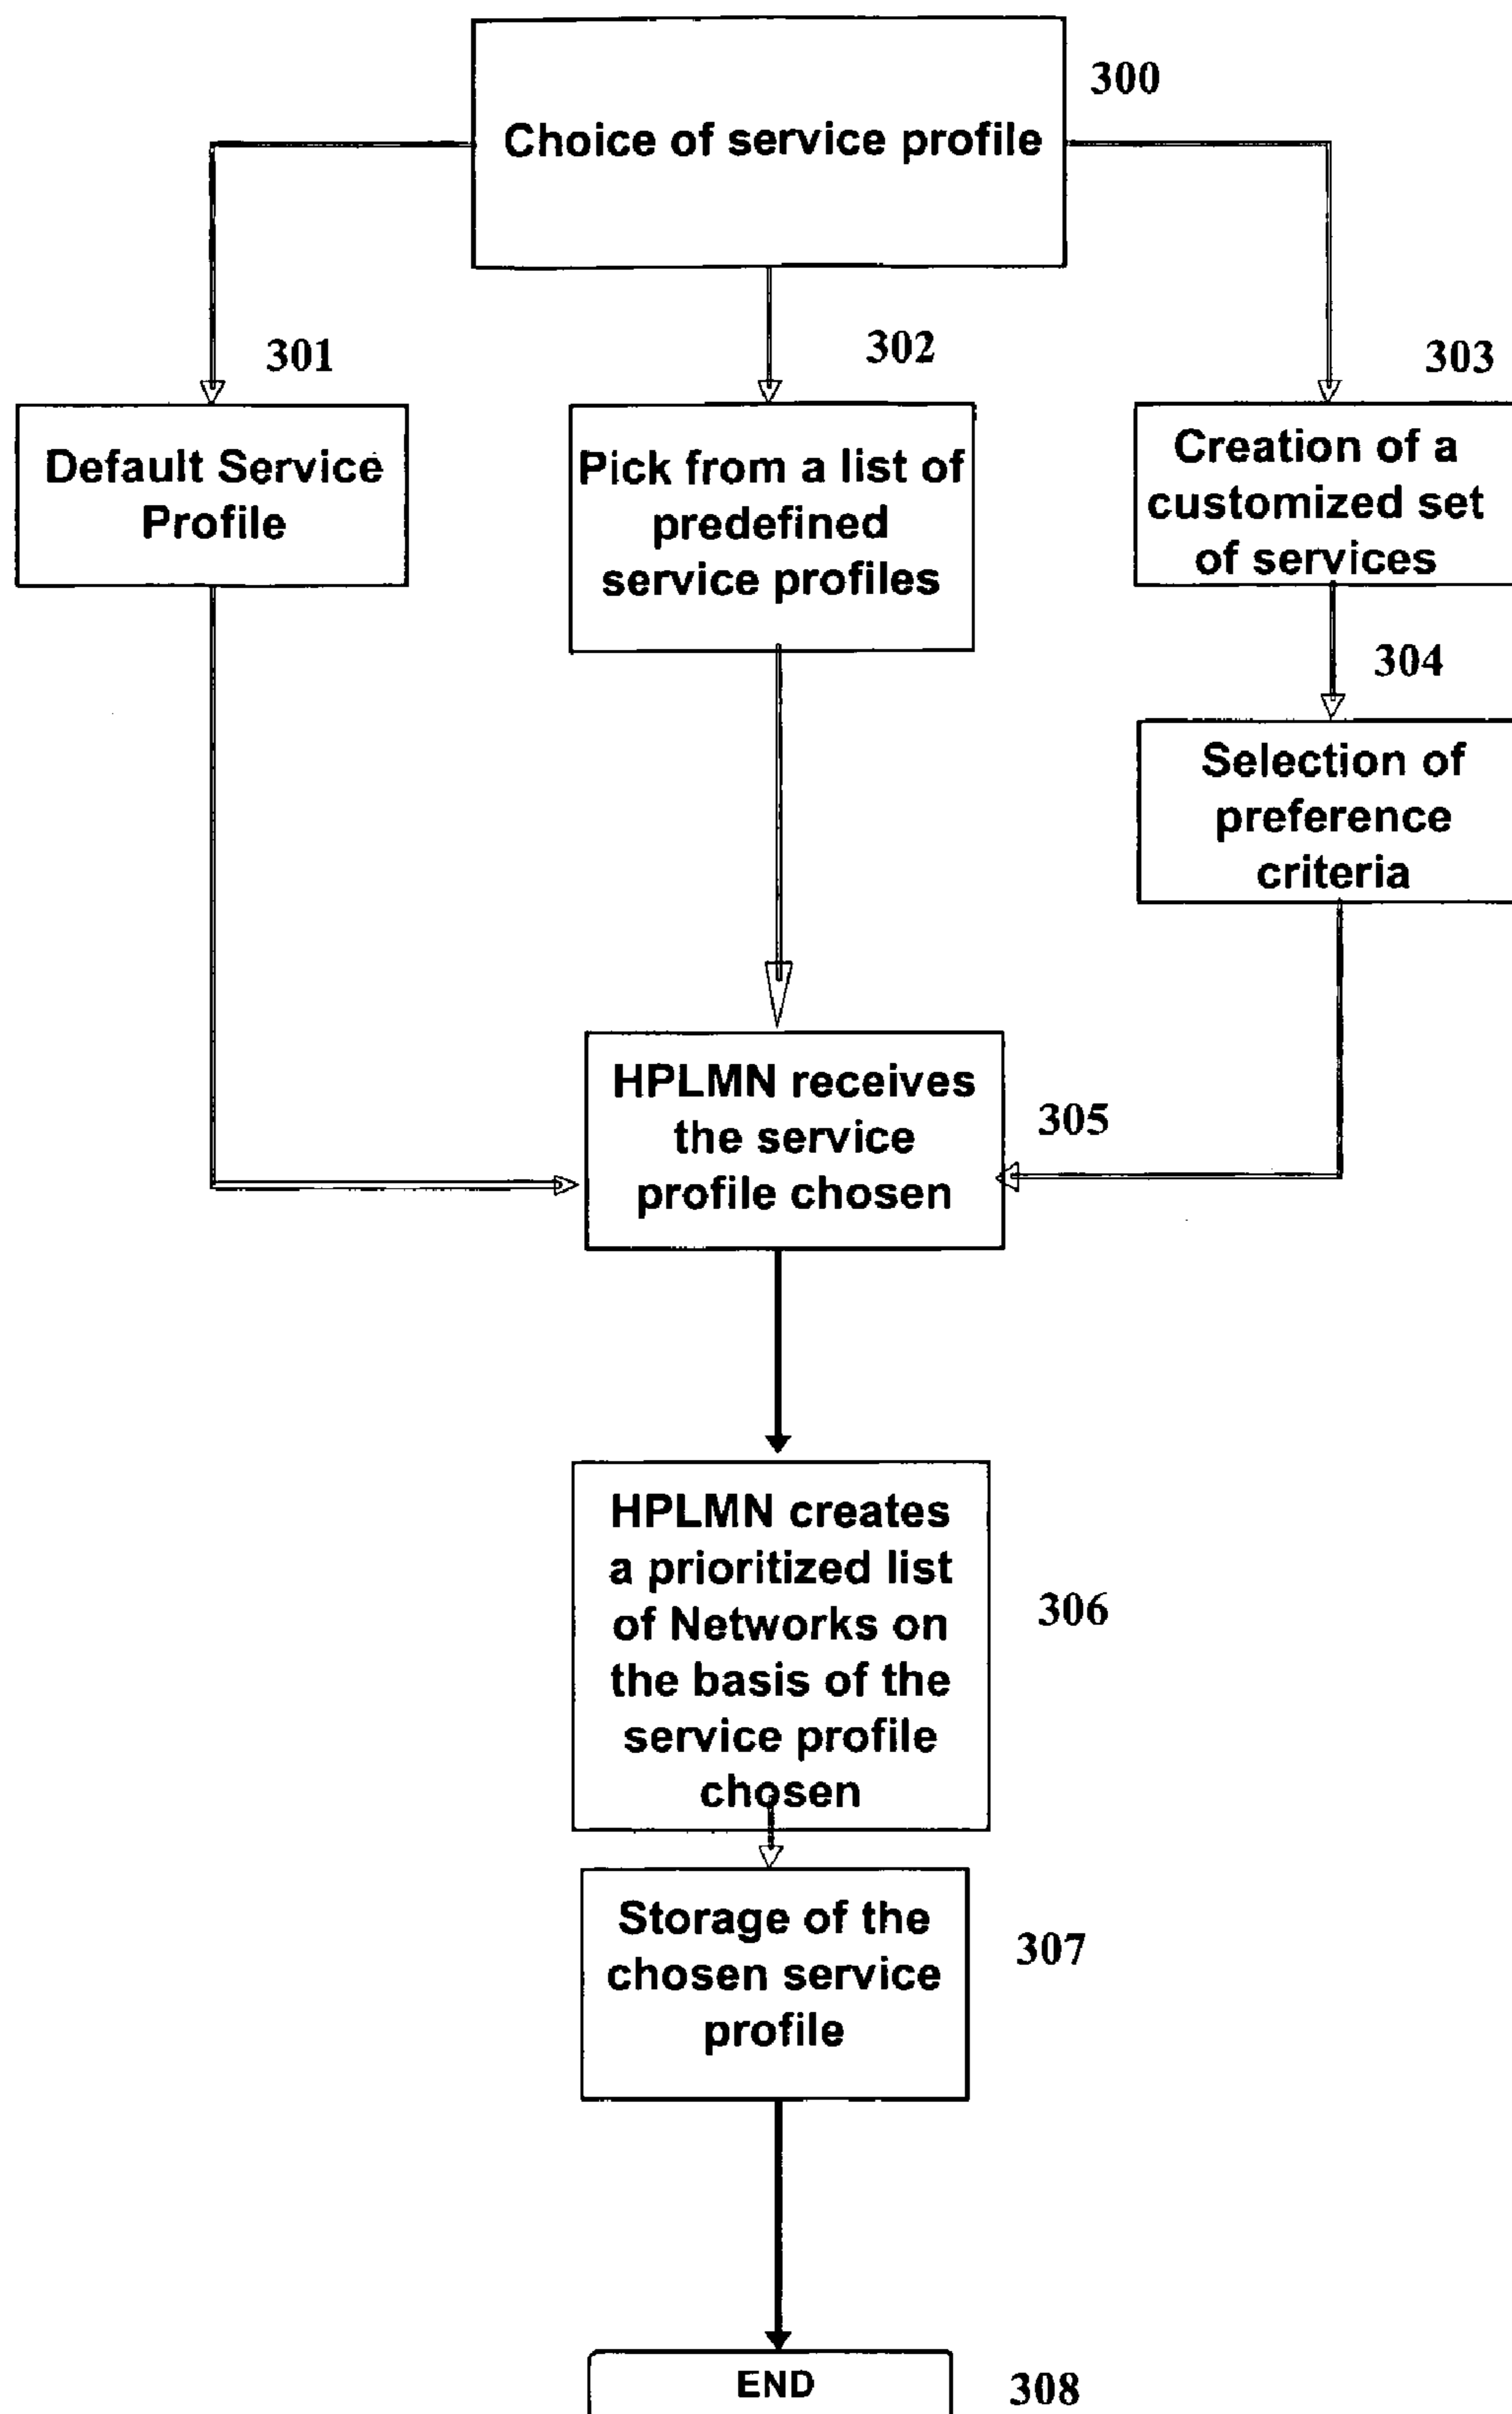 300
Choice of service profile
301
302
303
Default Service
Profile
Pick from a list of
predefined
service profiles
Creation of a
customized set
of services
304
Selection of
preference
criteria
HPLMN receives
the service
profile chosen
305
HPLMN creates
a prioritized list
of Networks on
the basis of the
service profile
chosen
306
Storage of the
chosen service
profile
307
END
308